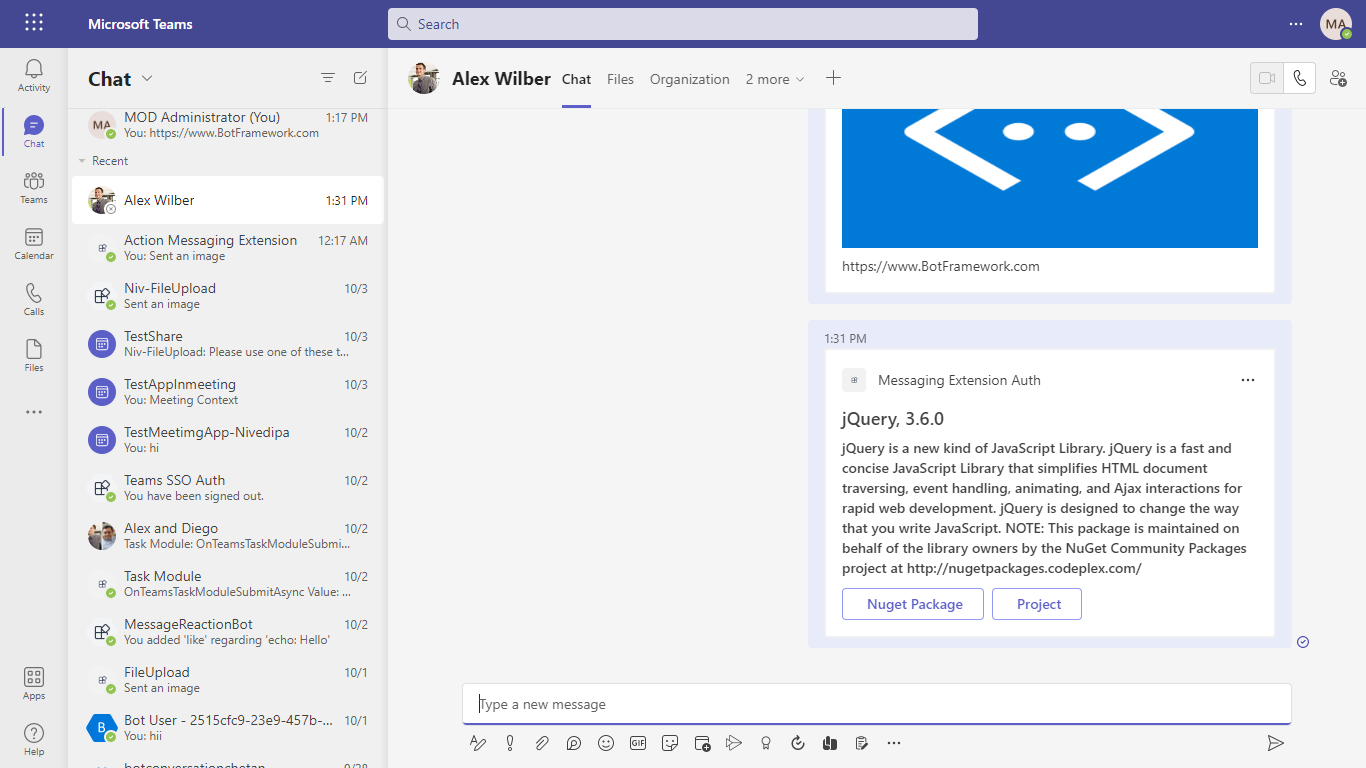 Microsoft Teams
Search
MA
Activity
Chat
Teams
Calendar
Calls
Files
Apps
Help
Chat
MA
MOD Administrator (You)
1:17 PM
You: https://www.BotFramework.com
Recent
Alex Wilber
1:31 PM
Action Messaging Extension
12:17 AM
You: Sent an image
Niv-FileUpload
10/3
Sent an image
TestShare
10/3
Niv-FileUpload: Please use one of these t...
TestAppInmeeting
10/3
You: Meeting Context
TestMeetimgApp-Nivedipa
10/2
You: hi
Teams SSO Auth
10/2
You have been signed out.
Alex and Diego
10/2
Task Module: OnTeamsTaskModuleSubmi...
Task Module
10/2
OnTeamsTaskModuleSubmitAsync Value: ...
MessageReactionBot
10/2
You added 'like' regarding 'echo: Hello'
FileUpload
10/1
Sent an image
B
Bot User - 2515cfc9-23e9-457b-...
10/1
You: hii
botconversationchetan
9/28
Alex Wilber
Chat
Files
Organization
2 more
https://www.BotFramework.com
1:31 PM
Messaging Extension Auth
jQuery, 3.6.0
jQuery is a new kind of JavaScript Library. jQuery is a fast and
concise JavaScript Library that simplifies HTML document
traversing, event handling, animating, and Ajax interactions for
rapid web development. jQuery is designed to change the way
that you write JavaScript. NOTE: This package is maintained on
behalf of the library owners by the NuGet Community Packages
project at http://nugetpackages.codeplex.com/
Nuget Package
Project
Type a new message
GIF